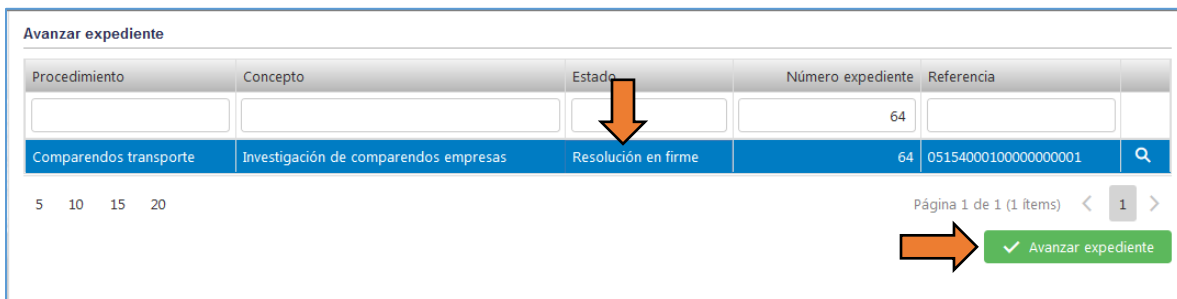 Avanzar expediente
Procedimiento Concepto Estado Número expediente Referencia
64
Comparendos transporte Investigación de comparendos empresas Resolución en firme 64 05154000100000000001
5 10 15 20 Página 1 de 1 (1 ítems) 1
Avanzar expediente